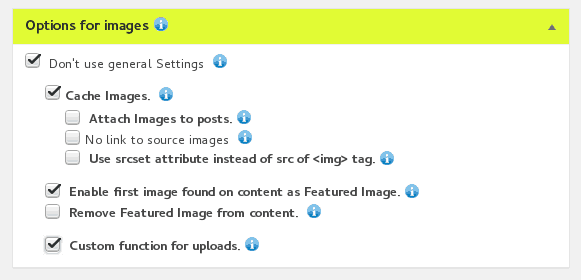 Options for images
Don't use general Settings
Cache Images.
Attach Images to posts.
No link to source images
Use srcset attribute instead of src of <img> tag.
Enable first image found on content as Featured Image.
Remove Featured Image from content.
Custom function for uploads.